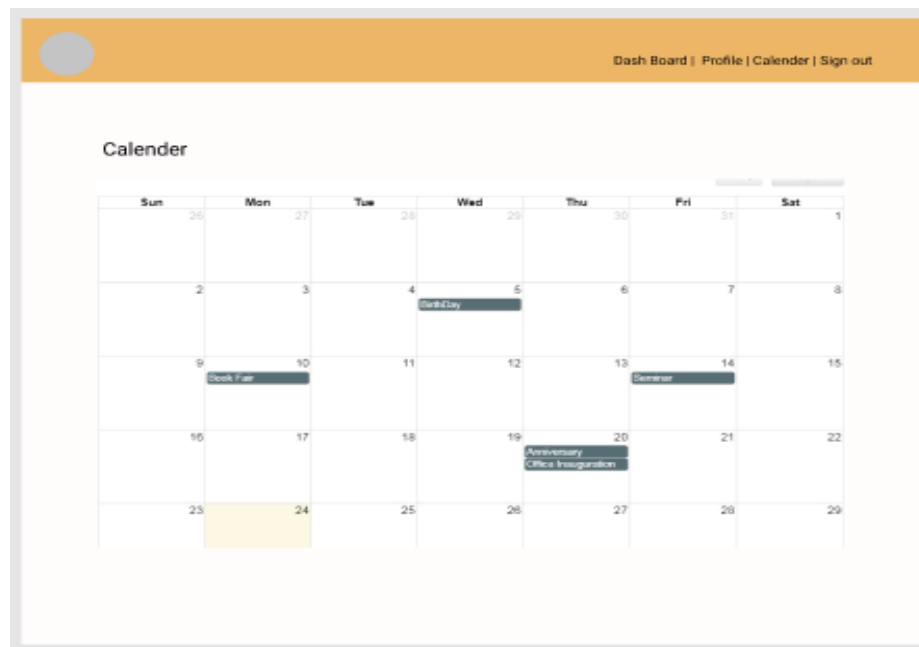 Dash Board | Profile | Calender | Sign out
Calender
Sun Mon Tue Wed Thu Fri Sat
26 27 28 29 30 31 1
2 3 4 5 6 7 8
BirthDay
9 10 11 12 13 14 15
Book Fair Seminar
16 17 18 19 20 21 22
Anniversary
Office Inauguration
23 24 25 26 27 28 29